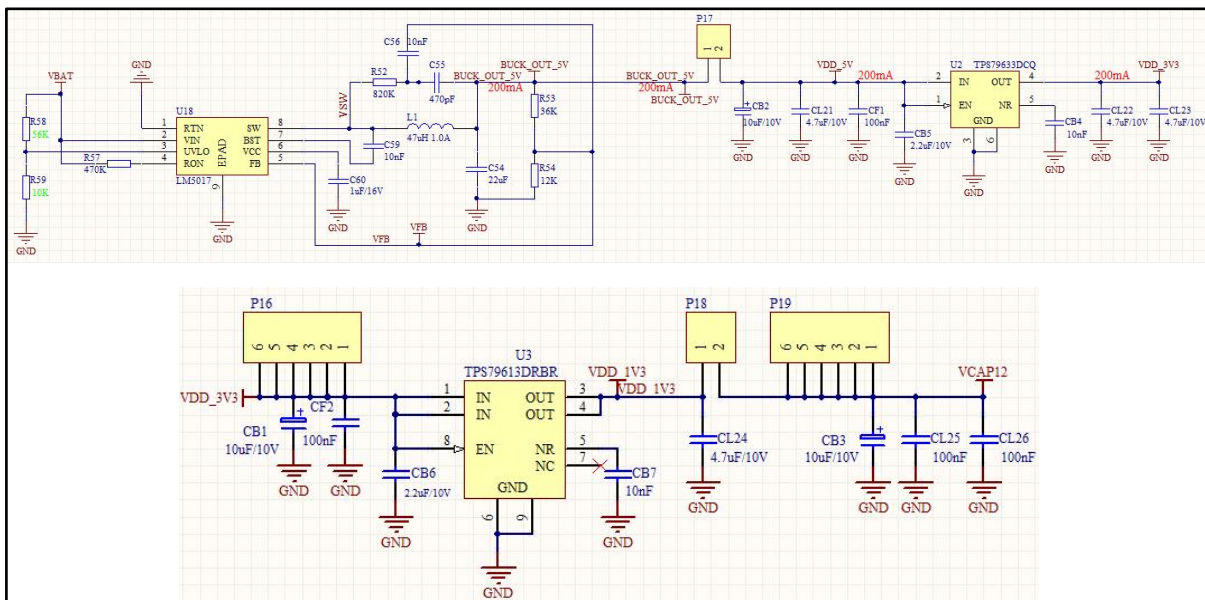 GND
VBAT
R58
56K
R59
10K
GND
R57
470K
U18
1
2
3
4
RTN
VIN
UVLO
RON
EPAD
SW
BST
VCC
FB
8
7
6
5
9
LM5017
GND
VSW
C56
10nF
R52
820K
C55
470pF
L1
47uH 1.0A
C59
10nF
C60
1uF/16V
GND
C54
22uF
GND
BUCK_OUT_5V
BUCK_OUT_5V
200mA
R53
36K
R54
12K
VFB
VFB
BUCK_OUT_5V
200mA
BUCK_OUT_5V
P17
1
2
CB2
10uF/10V
GND
CL21
4.7uF/10V
GND
VDD_5V
CF1
100nF
GND
200mA
CB5
2.2uF/10V
GND
U2
TPS79633DCQ
2
1
IN
EN
OUT
NR
GND
4
5
3
6
GND
CB4
10nF
GND
200mA
CL22
4.7uF/10V
GND
VDD_3V3
CL23
4.7uF/10V
GND
P16
6
5
4
3
2
1
VDD_3V3
CB1
10uF/10V
GND
CF2
100nF
GND
CB6
2.2uF/10V
GND
U3
TPS79613DRBR
1
2
8
IN
IN
EN
OUT
OUT
NR
NC
GND
3
4
5
7
6
9
GND
CB7
10nF
GND
VDD_1V3
VDD_1V3
P18
1
2
CL24
4.7uF/10V
GND
P19
6
5
4
3
2
1
CB3
10uF/10V
GND
CL25
100nF
GND
VCAP12
CL26
100nF
GND